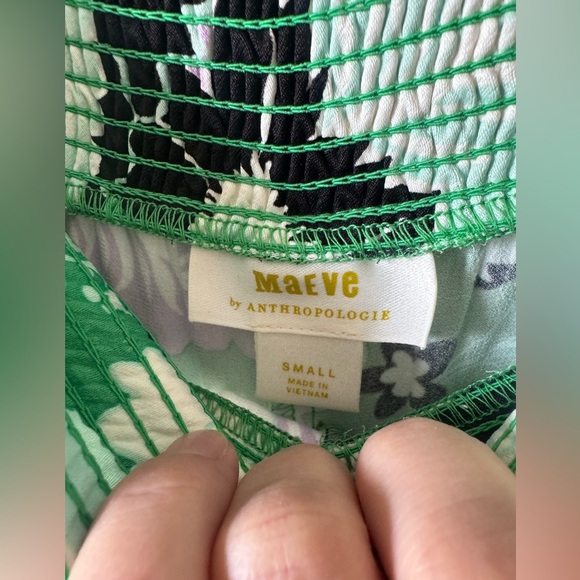 MaEVe
by ANTHROPOLOGIE
SMALL
MADE IN
VIETNAM